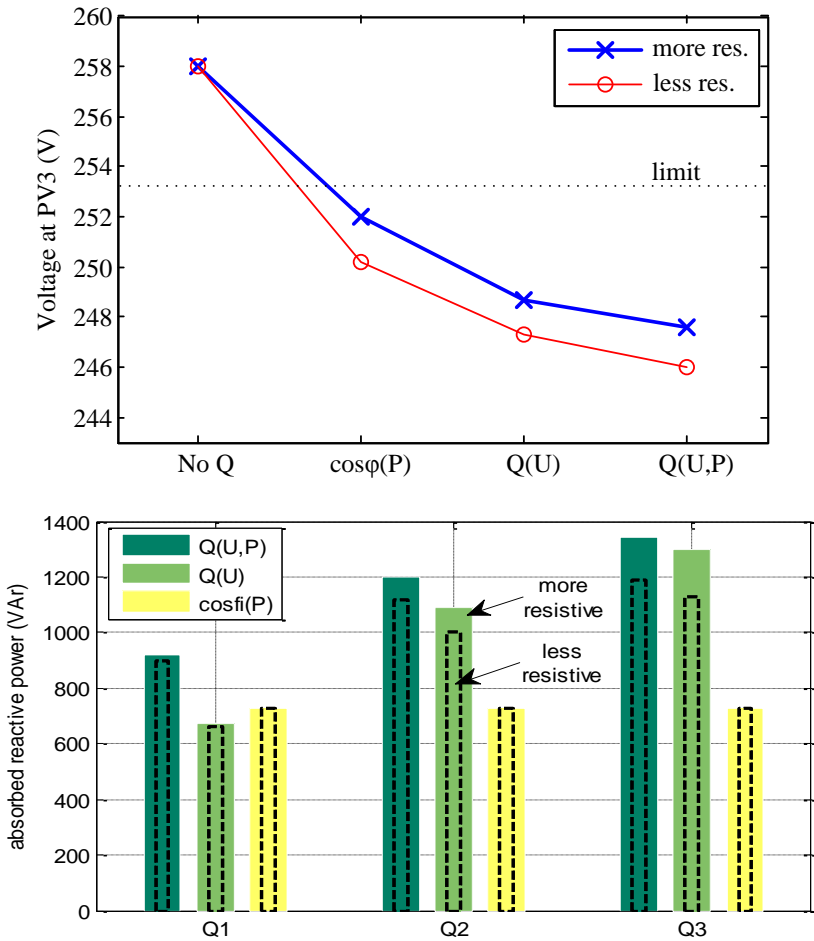 260
258
256
254
252
250
248
246
244
Voltage at PV3 (V)
more res.
less res.
limit
No Q
cosφ(P)
Q(U)
Q(U,P)
1400
1200
1000
800
600
400
200
0
absorbed reactive power (VAr)
Q(U,P)
Q(U)
cosfi(P)
more
resistive
less
resistive
Q1
Q2
Q3